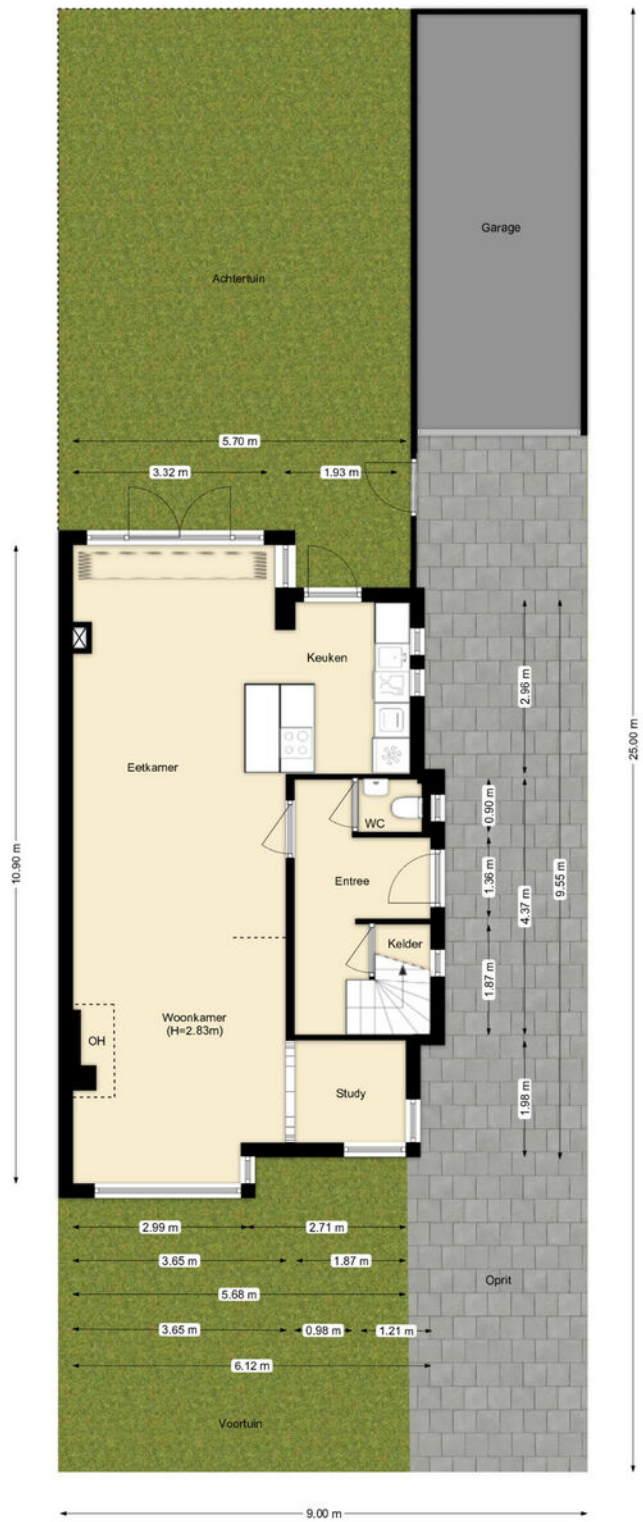 Garage
Achtertuin
5.70 m
3.32 m
1.93 m
Keuken
2.96 m
25.00 m
Eetkamer
WC
0.90 m
10.90 m
Entree
1.36 m
4.37 m
9.55 m
Kelder
1.87 m
Woonkamer
(H=2.83m)
OH
Study
1.98 m
2.99 m
2.71 m
3.65 m
1.87 m
Oprit
5.68 m
3.65 m
0.98 m
1.21 m
6.12 m
Voortuin
9.00 m